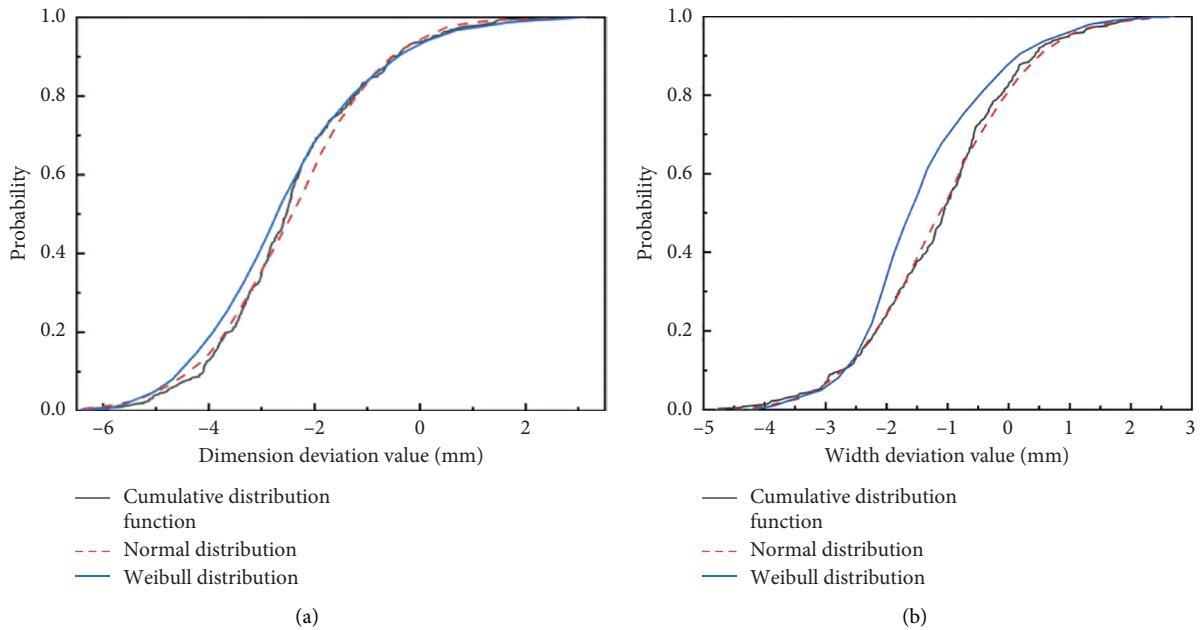 1.0
0.8
0.6
0.4
0.2
0.0
Probability
–6
–4
–2
0
2
Dimension deviation value (mm)
Cumulative distribution
function
Normal distribution
Weibull distribution
(a)
1.0
0.8
0.6
0.4
0.2
0.0
Probability
–5
–4
–3
–2
–1
0
1
2
3
Width deviation value (mm)
Cumulative distribution
function
Normal distribution
Weibull distribution
(b)